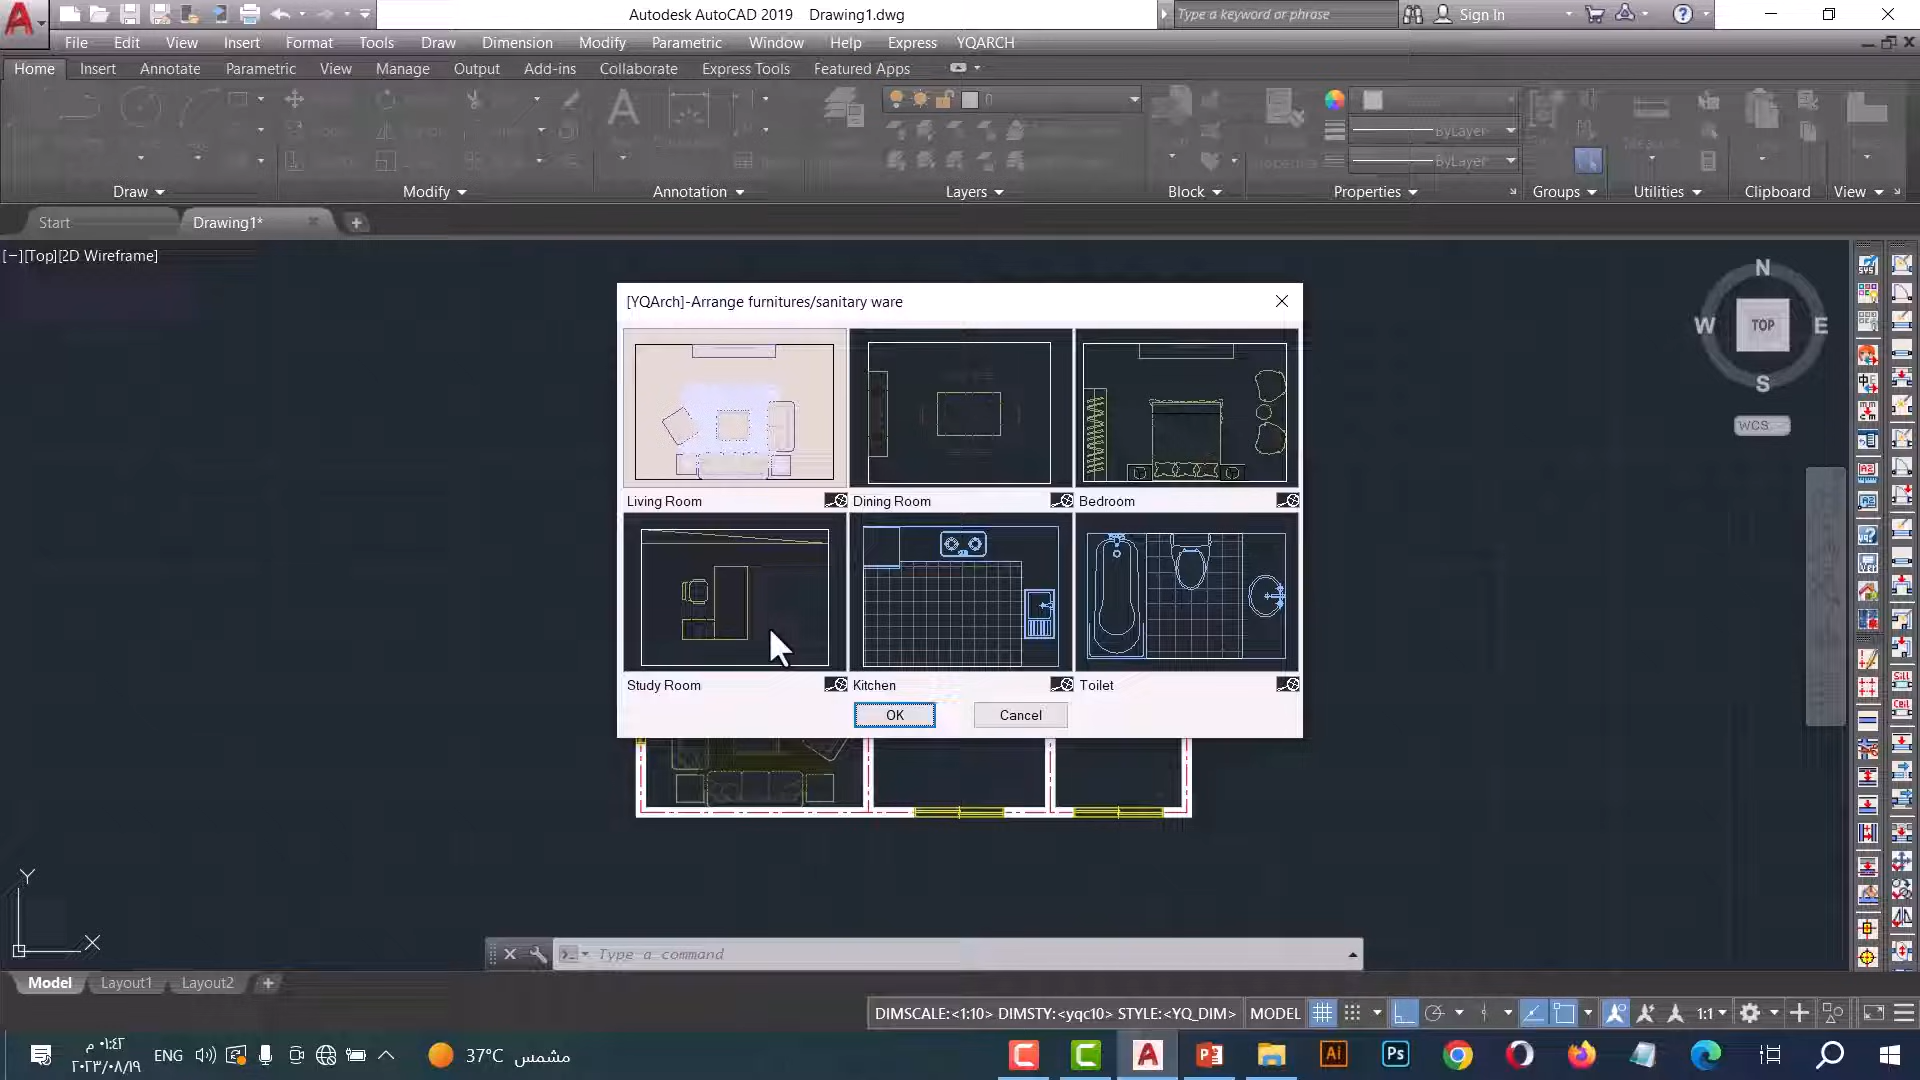 Autodesk AutoCAD 2019 Drawing1.dwg
Type a keyword or phrase
Sign In
File Edit View Insert Format Tools Draw Dimension Modify Parametric Window Help Express YQARCH
Home Insert Annotate Parametric View Manage Output Add-ins Collaborate Express Tools Featured Apps
0
ByLayer
ByLayer
Draw Modify Annotation Layers Block Properties Groups Utilities Clipboard View
Start Drawing1*
[−][Top][2D Wireframe]
N
W TOP E
S
WCS
[YQArch]-Arrange furnitures/sanitary ware
Living Room Dining Room Bedroom
Study Room Kitchen Toilet
OK Cancel
Y
X
Type a command
Model Layout1 Layout2
DIMSCALE:<1:10> DIMSTY:<yqc10> STYLE:<YQ_DIM> MODEL 1:1
٠١:٤٢ م
٢٠٢٣/٠٨/١٩
ENG
37°C مشمس
Ai Ps